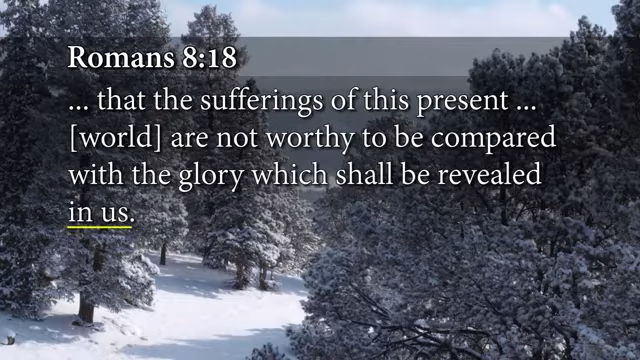 Romans 8:18
... that the sufferings of this present ...
[world] are not worthy to be compared
with the glory which shall be revealed
in us.